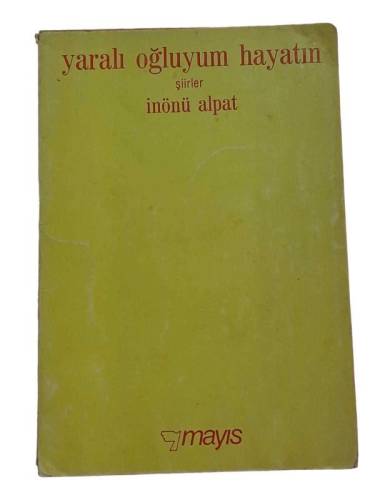 yaralı oğluyum hayatın
şiirler
inönü alpat
mayıs